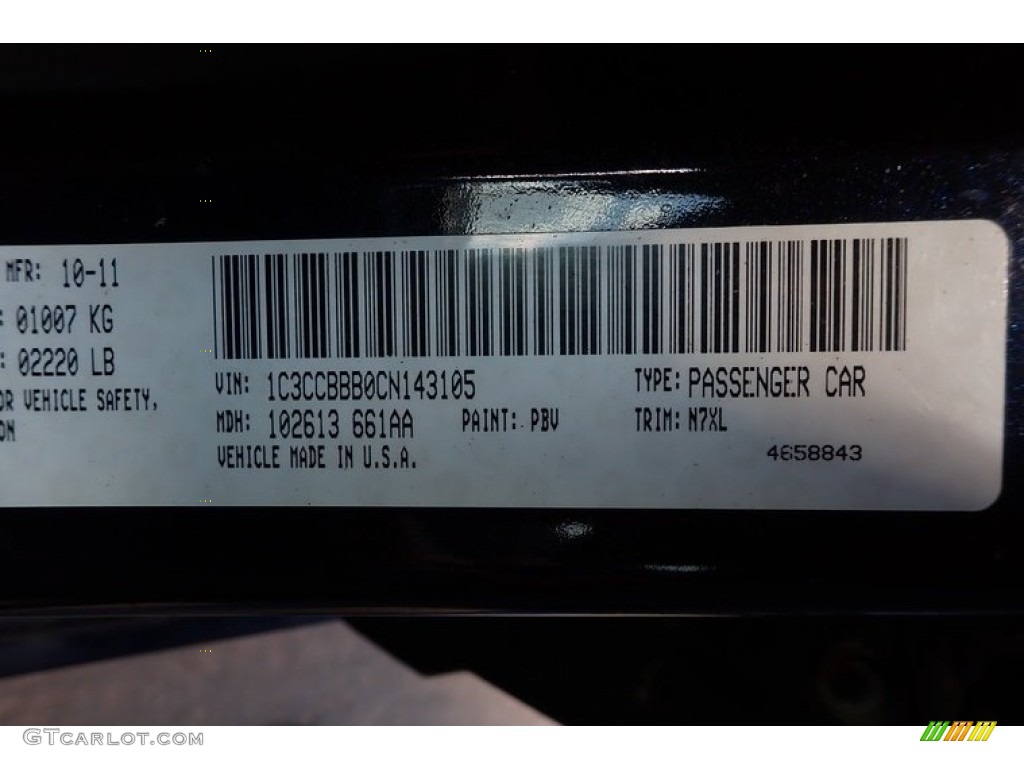 MFR: 10-11
: 01007 KG
: 02220 LB
OR VEHICLE SAFETY,
ON
VIN: 1C3CCBBB0CN143105 TYPE: PASSENGER CAR
MDH: 102613 661AA PAINT: PBV TRIM: N7XL
VEHICLE MADE IN U.S.A. 4658843
GTCarlot.com